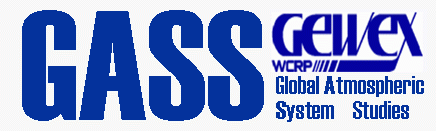 GASS
GEWEX
WCRP
Global Atmospheric
System Studies